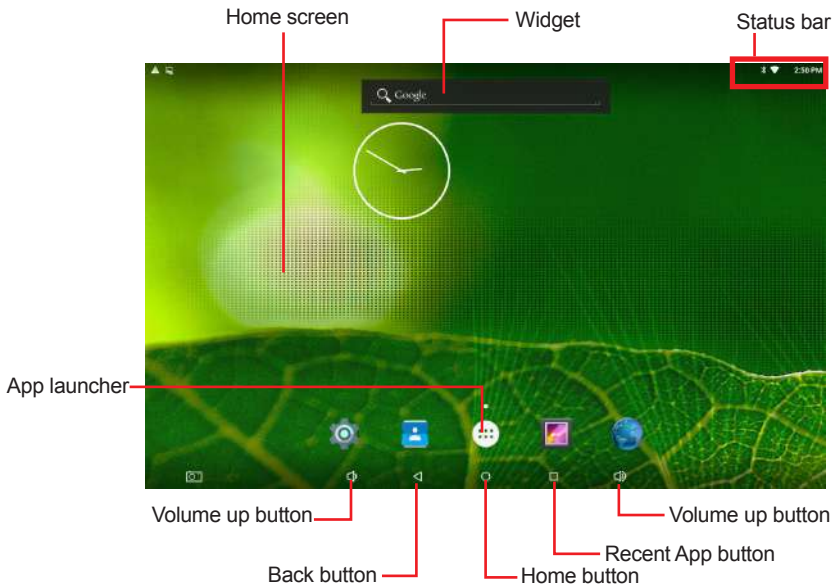 Home screen
Widget
Status bar
2:50 PM
Google
App launcher
Volume up button
Volume up button
Recent App button
Back button
Home button